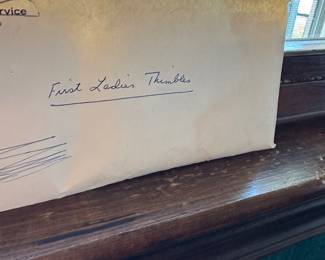 rvice
First Ladies Thimbles